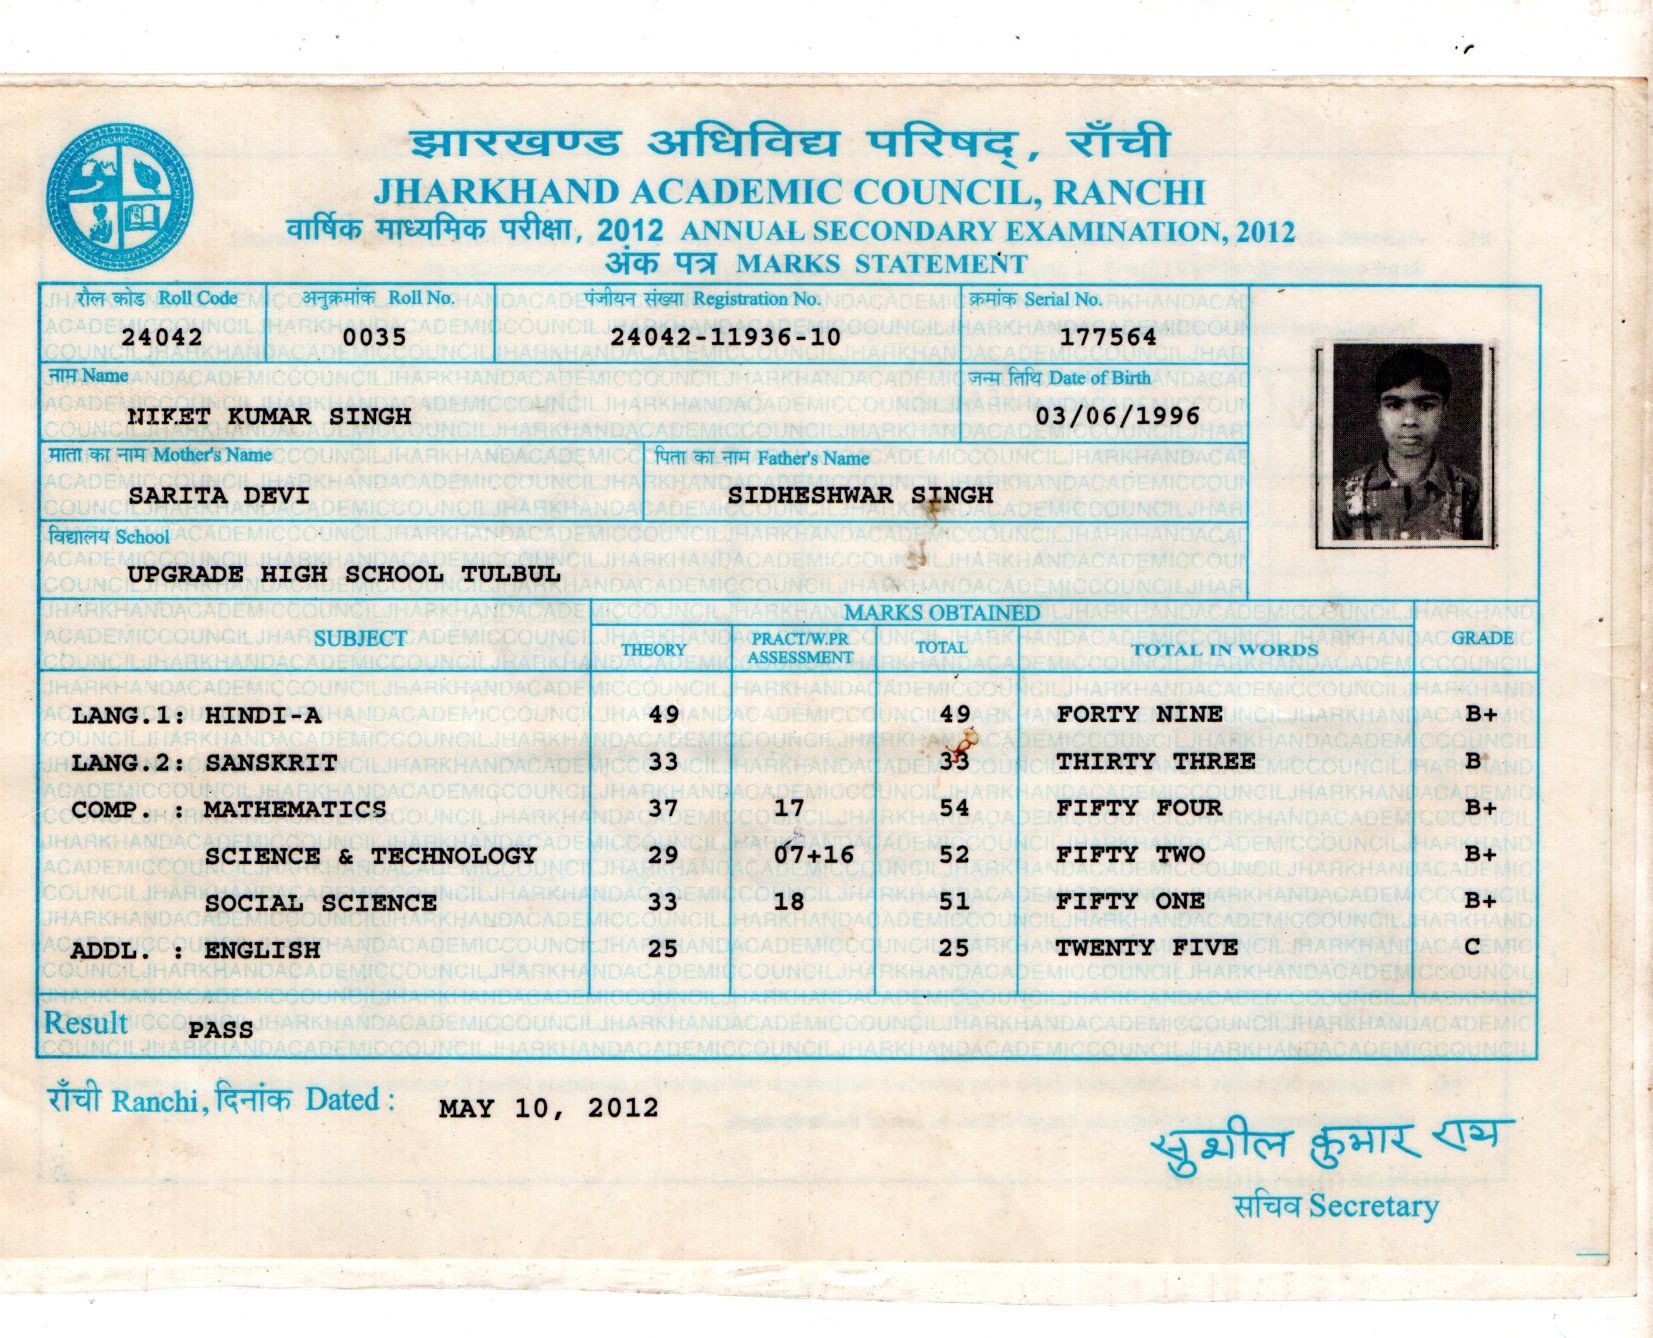 झारखण्ड अधिविद्य परिषद्, राँची
JHARKHAND ACADEMIC COUNCIL, RANCHI
वार्षिक माध्यमिक परीक्षा, 2012 ANNUAL SECONDARY EXAMINATION, 2012
अंक पत्र MARKS STATEMENT
रौल कोड Roll Code अनुक्रमांक Roll No. पंजीयन संख्या Registration No. क्रमांक Serial No.
24042 0035 24042-11936-10 177564
नाम Name जन्म तिथि Date of Birth
NIKET KUMAR SINGH 03/06/1996
माता का नाम Mother's Name पिता का नाम Father's Name
SARITA DEVI SIDHESHWAR SINGH
विद्यालय School
UPGRADE HIGH SCHOOL TULBUL
MARKS OBTAINED
SUBJECT THEORY PRACT/W.PR ASSESSMENT TOTAL TOTAL IN WORDS GRADE
LANG.1: HINDI-A 49 49 FORTY NINE B+
LANG.2: SANSKRIT 33 33 THIRTY THREE B
COMP. : MATHEMATICS 37 17 54 FIFTY FOUR B+
SCIENCE & TECHNOLOGY 29 07+16 52 FIFTY TWO B+
SOCIAL SCIENCE 33 18 51 FIFTY ONE B+
ADDL. : ENGLISH 25 25 TWENTY FIVE C
Result PASS
राँची Ranchi, दिनांक Dated : MAY 10, 2012
सुशील कुमार राय
सचिव Secretary